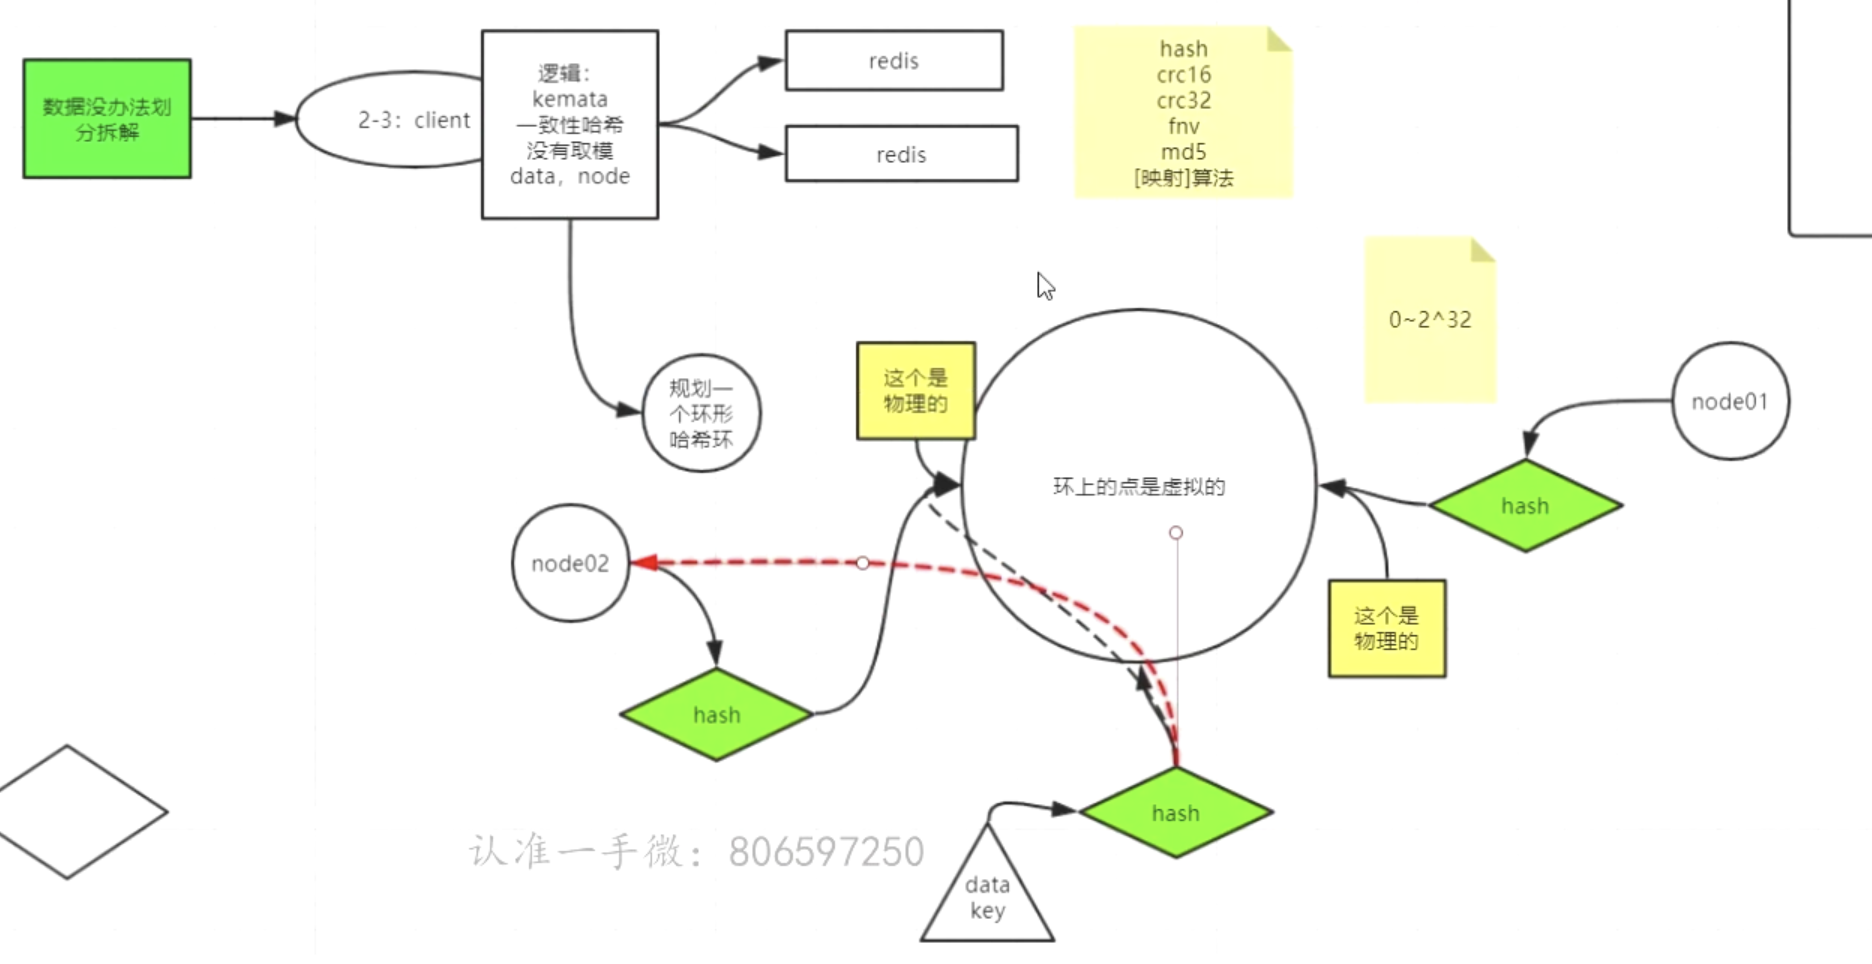 数据没办法划
分拆解
2-3：client
逻辑：
kemata
一致性哈希
没有取模
data，node
redis
redis
hash
crc16
crc32
fnv
md5
[映射]算法
0~2^32
规划一
个环形
哈希环
这个是
物理的
环上的点是虚拟的
node01
hash
这个是
物理的
node02
hash
hash
data
key
认准一手微：806597250